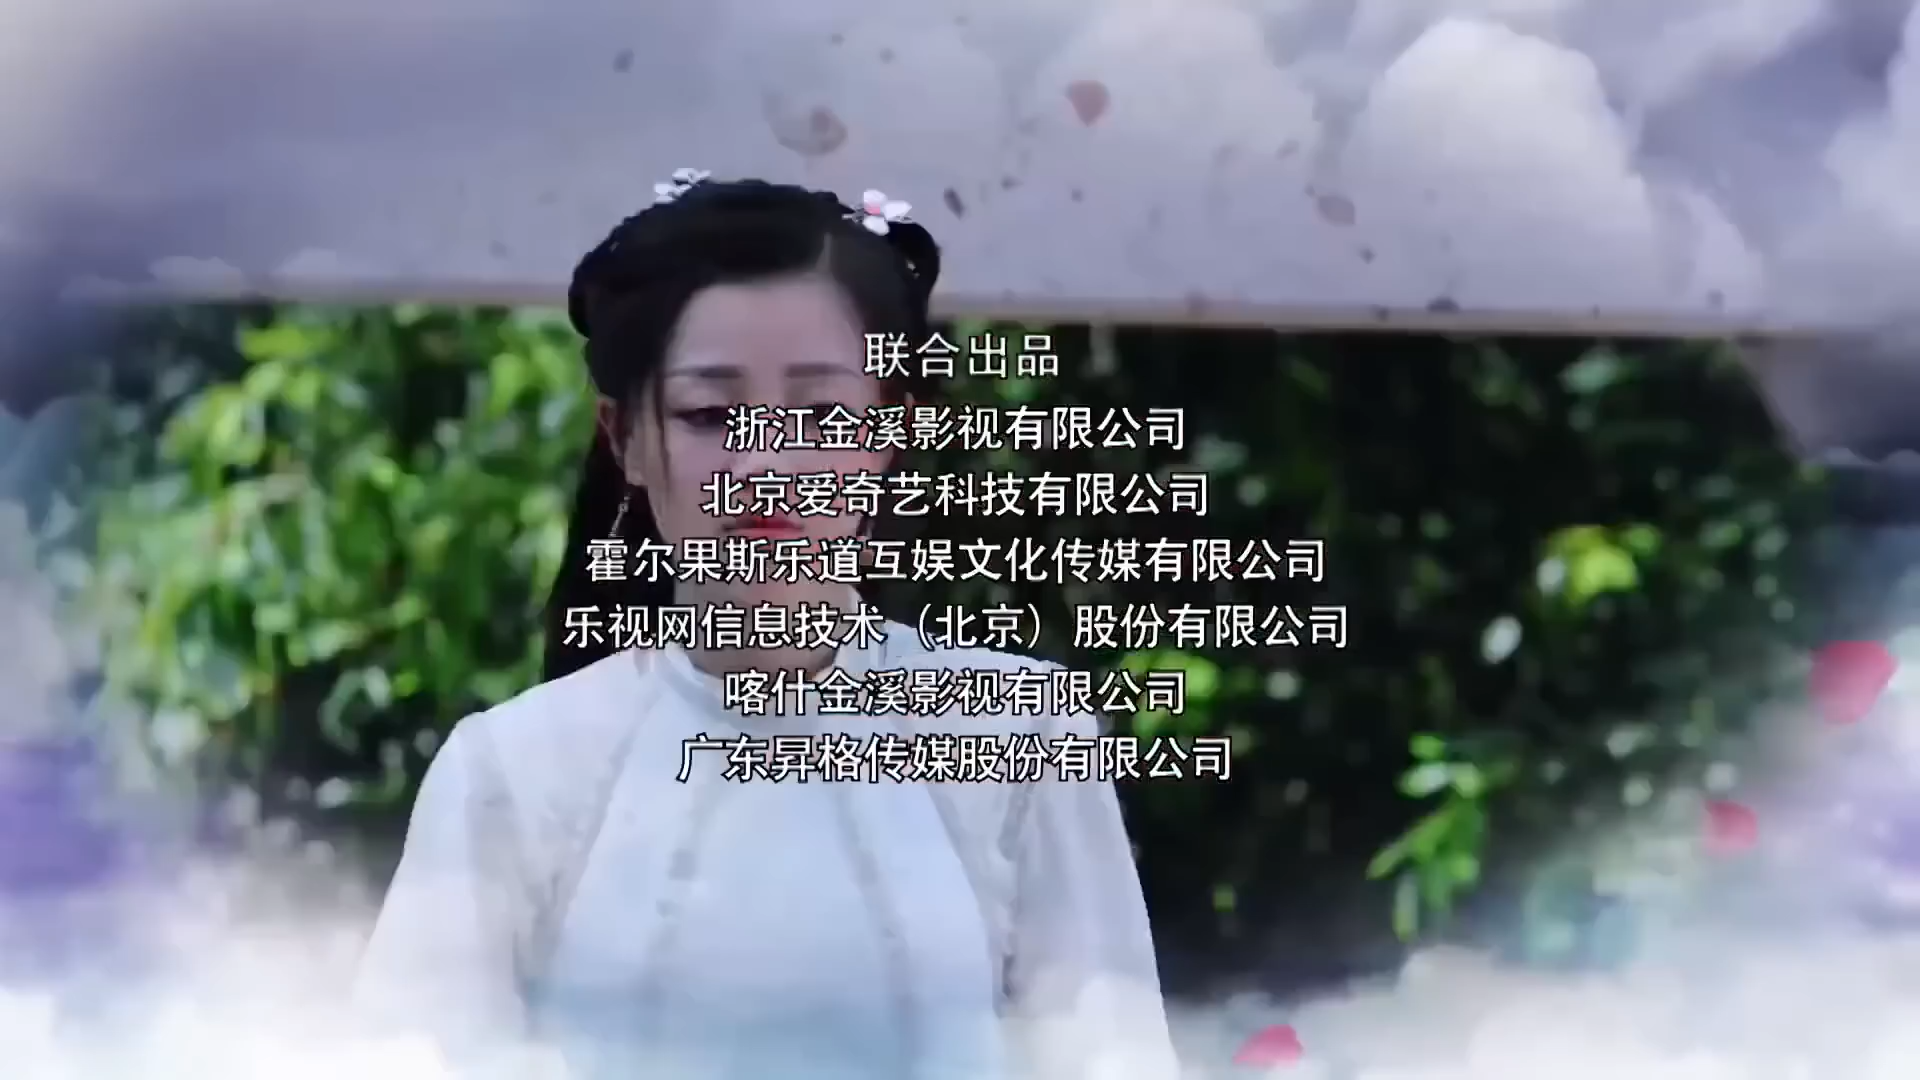 联合出品
浙江金溪影视有限公司
北京爱奇艺科技有限公司
霍尔果斯乐道互娱文化传媒有限公司
乐视网信息技术（北京）股份有限公司
喀什金溪影视有限公司
广东昇格传媒股份有限公司